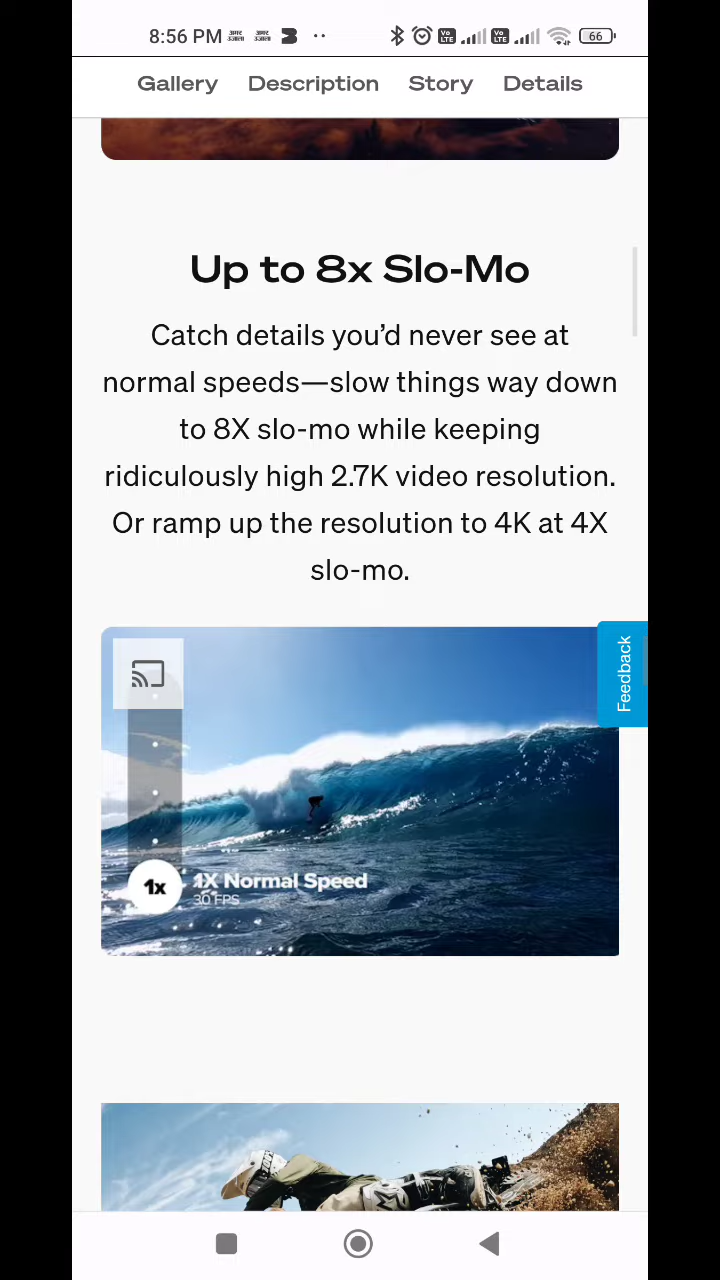 8:56 PM
66
Gallery Description Story Details
Up to 8x Slo-Mo
Catch details you’d never see at
normal speeds—slow things way down
to 8X slo-mo while keeping
ridiculously high 2.7K video resolution.
Or ramp up the resolution to 4K at 4X
slo-mo.
Feedback
1x
1X Normal Speed
30 FPS